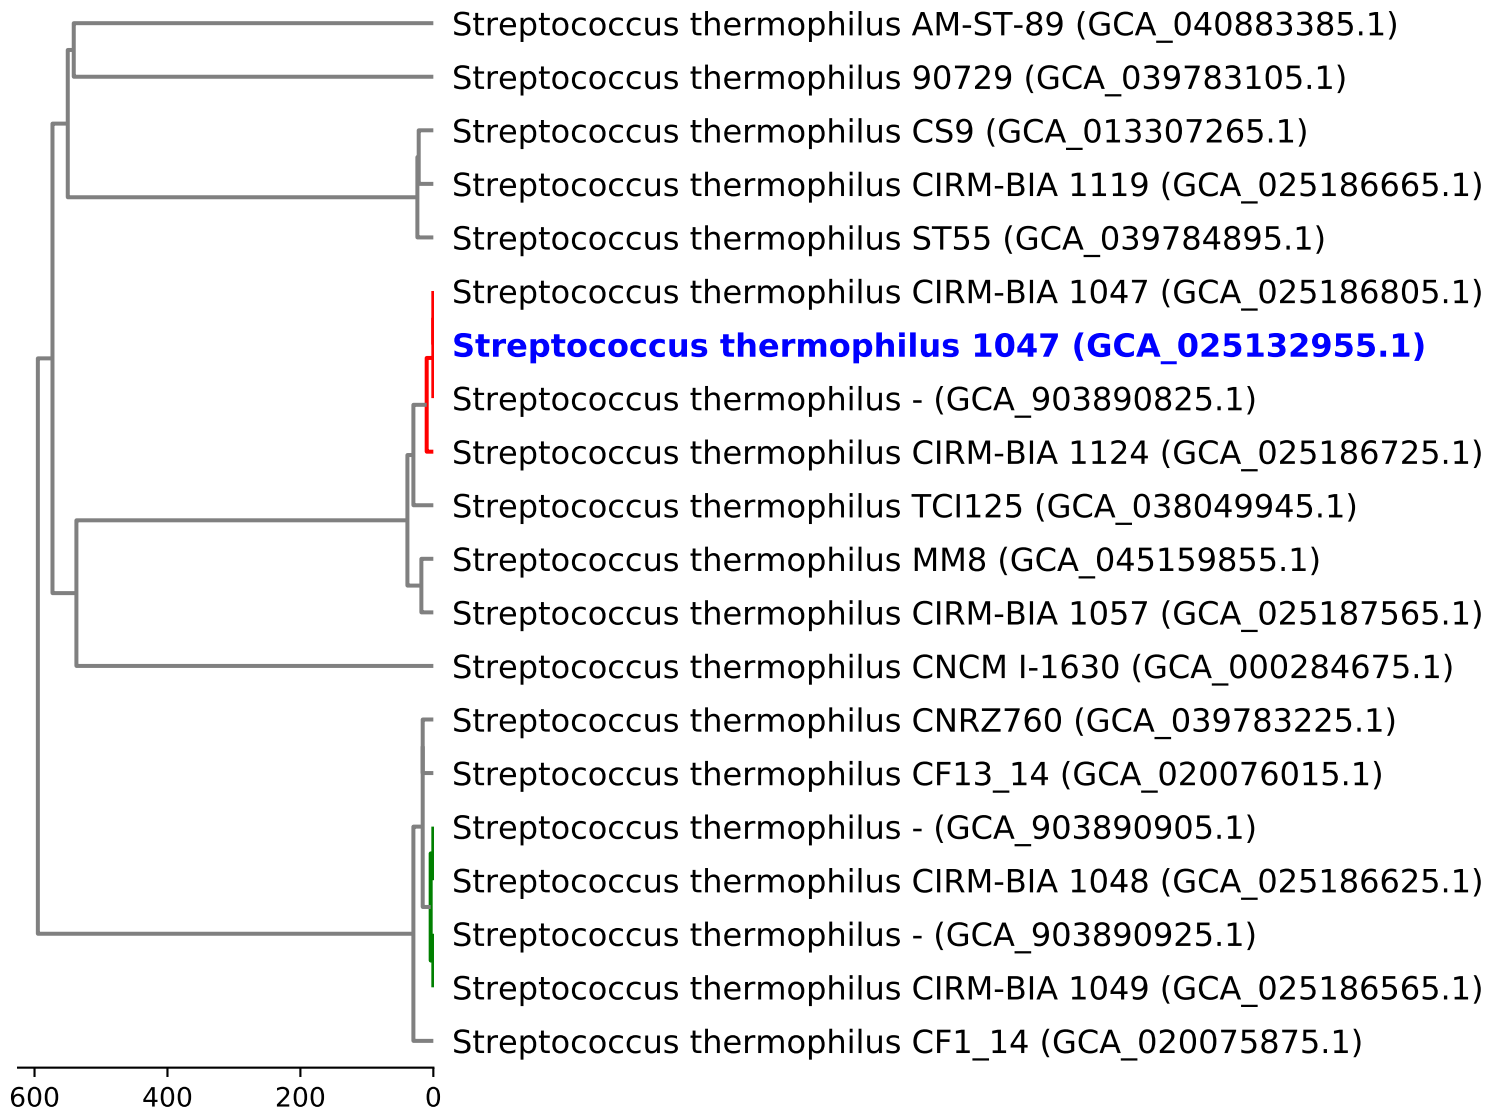 Streptococcus thermophilus AM-ST-89 (GCA_040883385.1)
Streptococcus thermophilus 90729 (GCA_039783105.1)
Streptococcus thermophilus CS9 (GCA_013307265.1)
Streptococcus thermophilus CIRM-BIA 1119 (GCA_025186665.1)
Streptococcus thermophilus ST55 (GCA_039784895.1)
Streptococcus thermophilus CIRM-BIA 1047 (GCA_025186805.1)
Streptococcus thermophilus 1047 (GCA_025132955.1)
Streptococcus thermophilus - (GCA_903890825.1)
Streptococcus thermophilus CIRM-BIA 1124 (GCA_025186725.1)
Streptococcus thermophilus TCI125 (GCA_038049945.1)
Streptococcus thermophilus MM8 (GCA_045159855.1)
Streptococcus thermophilus CIRM-BIA 1057 (GCA_025187565.1)
Streptococcus thermophilus CNCM I-1630 (GCA_000284675.1)
Streptococcus thermophilus CNRZ760 (GCA_039783225.1)
Streptococcus thermophilus CF13_14 (GCA_020076015.1)
Streptococcus thermophilus - (GCA_903890905.1)
Streptococcus thermophilus CIRM-BIA 1048 (GCA_025186625.1)
Streptococcus thermophilus - (GCA_903890925.1)
Streptococcus thermophilus CIRM-BIA 1049 (GCA_025186565.1)
Streptococcus thermophilus CF1_14 (GCA_020075875.1)
600 400 200 0